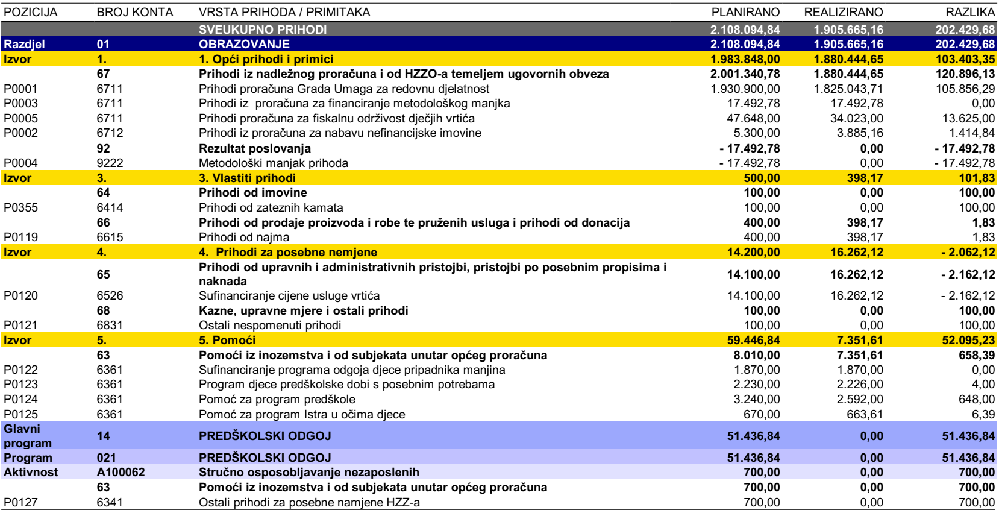 POZICIJA BROJ KONTA VRSTA PRIHODA / PRIMITAKA PLANIRANO REALIZIRANO RAZLIKA
SVEUKUPNO PRIHODI 2.108.094,84 1.905.665,16 202.429,68
Razdjel 01 OBRAZOVANJE 2.108.094,84 1.905.665,16 202.429,68
Izvor 1. 1. Opći prihodi i primici 1.983.848,00 1.880.444,65 103.403,35
67 Prihodi iz nadležnog proračuna i od HZZO-a temeljem ugovornih obveza 2.001.340,78 1.880.444,65 120.896,13
P0001 6711 Prihodi proračuna Grada Umaga za redovnu djelatnost 1.930.900,00 1.825.043,71 105.856,29
P0003 6711 Prihodi iz  proračuna za financiranje metodološkog manjka 17.492,78 17.492,78 0,00
P0005 6711 Prihodi proračuna za fiskalnu održivost dječjih vrtića 47.648,00 34.023,00 13.625,00
P0002 6712 Prihodi iz proračuna za nabavu nefinancijske imovine 5.300,00 3.885,16 1.414,84
92 Rezultat poslovanja - 17.492,78 0,00 - 17.492,78
P0004 9222 Metodološki manjak prihoda - 17.492,78 0,00 - 17.492,78
Izvor 3. 3. Vlastiti prihodi 500,00 398,17 101,83
64 Prihodi od imovine 100,00 0,00 100,00
P0355 6414 Prihodi od zateznih kamata 100,00 0,00 100,00
66 Prihodi od prodaje proizvoda i robe te pruženih usluga i prihodi od donacija 400,00 398,17 1,83
P0119 6615 Prihodi od najma 400,00 398,17 1,83
Izvor 4. 4.  Prihodi za posebne nemjene 14.200,00 16.262,12 - 2.062,12
Prihodi od upravnih i administrativnih pristojbi, pristojbi po posebnim propisima i
65 naknada 14.100,00 16.262,12 - 2.162,12
P0120 6526 Sufinanciranje cijene usluge vrtića 14.100,00 16.262,12 - 2.162,12
68 Kazne, upravne mjere i ostali prihodi 100,00 0,00 100,00
P0121 6831 Ostali nespomenuti prihodi 100,00 0,00 100,00
Izvor 5. 5. Pomoći 59.446,84 7.351,61 52.095,23
63 Pomoći iz inozemstva i od subjekata unutar općeg proračuna 8.010,00 7.351,61 658,39
P0122 6361 Sufinanciranje programa odgoja djece pripadnika manjina 1.870,00 1.870,00 0,00
P0123 6361 Program djece predškolske dobi s posebnim potrebama 2.230,00 2.226,00 4,00
P0124 6361 Pomoć za program predškole 3.240,00 2.592,00 648,00
P0125 6361 Pomoć za program Istra u očima djece 670,00 663,61 6,39
Glavni
program 14 PREDŠKOLSKI ODGOJ 51.436,84 0,00 51.436,84
Program 021 PREDŠKOLSKI ODGOJ 51.436,84 0,00 51.436,84
Aktivnost A100062 Stručno osposobljavanje nezaposlenih 700,00 0,00 700,00
63 Pomoći iz inozemstva i od subjekata unutar općeg proračuna 700,00 0,00 700,00
P0127 6341 Ostali prihodi za posebne namjene HZZ-a 700,00 0,00 700,00